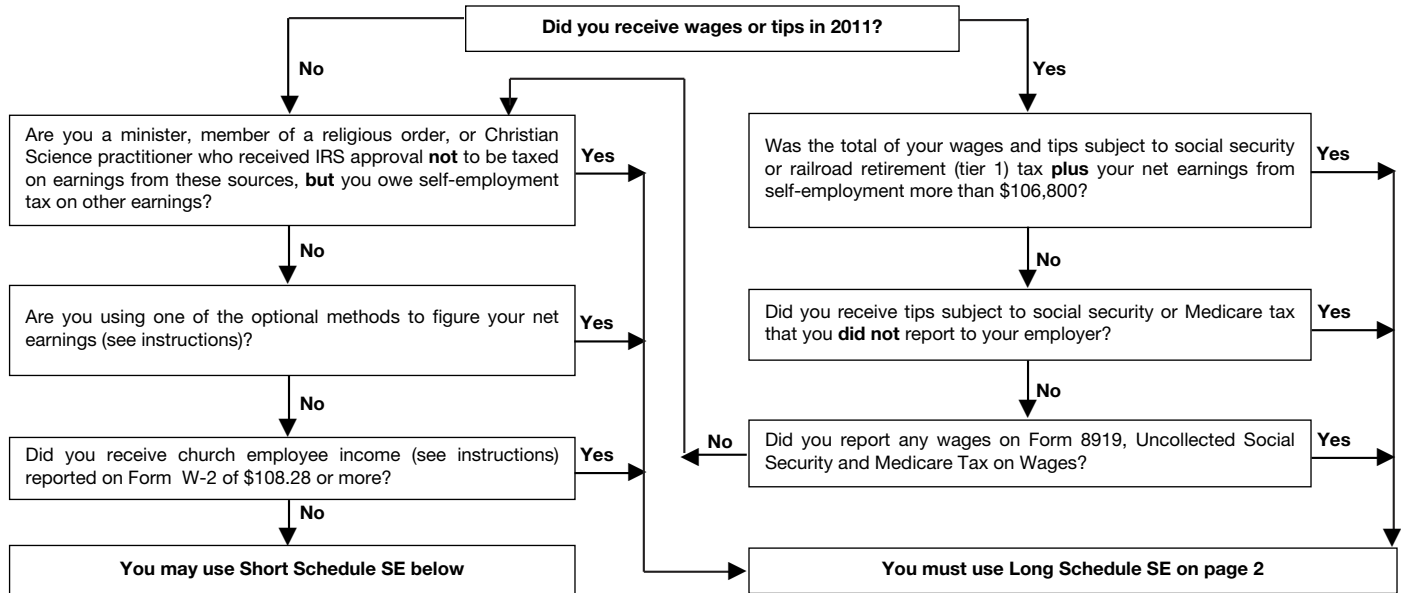 Did you receive wages or tips in 2011?
No
Yes
Are you a minister, member of a religious order, or Christian
Science practitioner who received IRS approval not to be taxed
on earnings from these sources, but you owe self-employment
tax on other earnings?
Yes
Was the total of your wages and tips subject to social security
or railroad retirement (tier 1) tax plus your net earnings from
self-employment more than $106,800?
Yes
No
No
Are you using one of the optional methods to figure your net
earnings (see instructions)?
Yes
Did you receive tips subject to social security or Medicare tax
that you did not report to your employer?
Yes
No
No
Did you receive church employee income (see instructions)
reported on Form W-2 of $108.28 or more?
Yes
No
Did you report any wages on Form 8919, Uncollected Social
Security and Medicare Tax on Wages?
Yes
No
You may use Short Schedule SE below
You must use Long Schedule SE on page 2